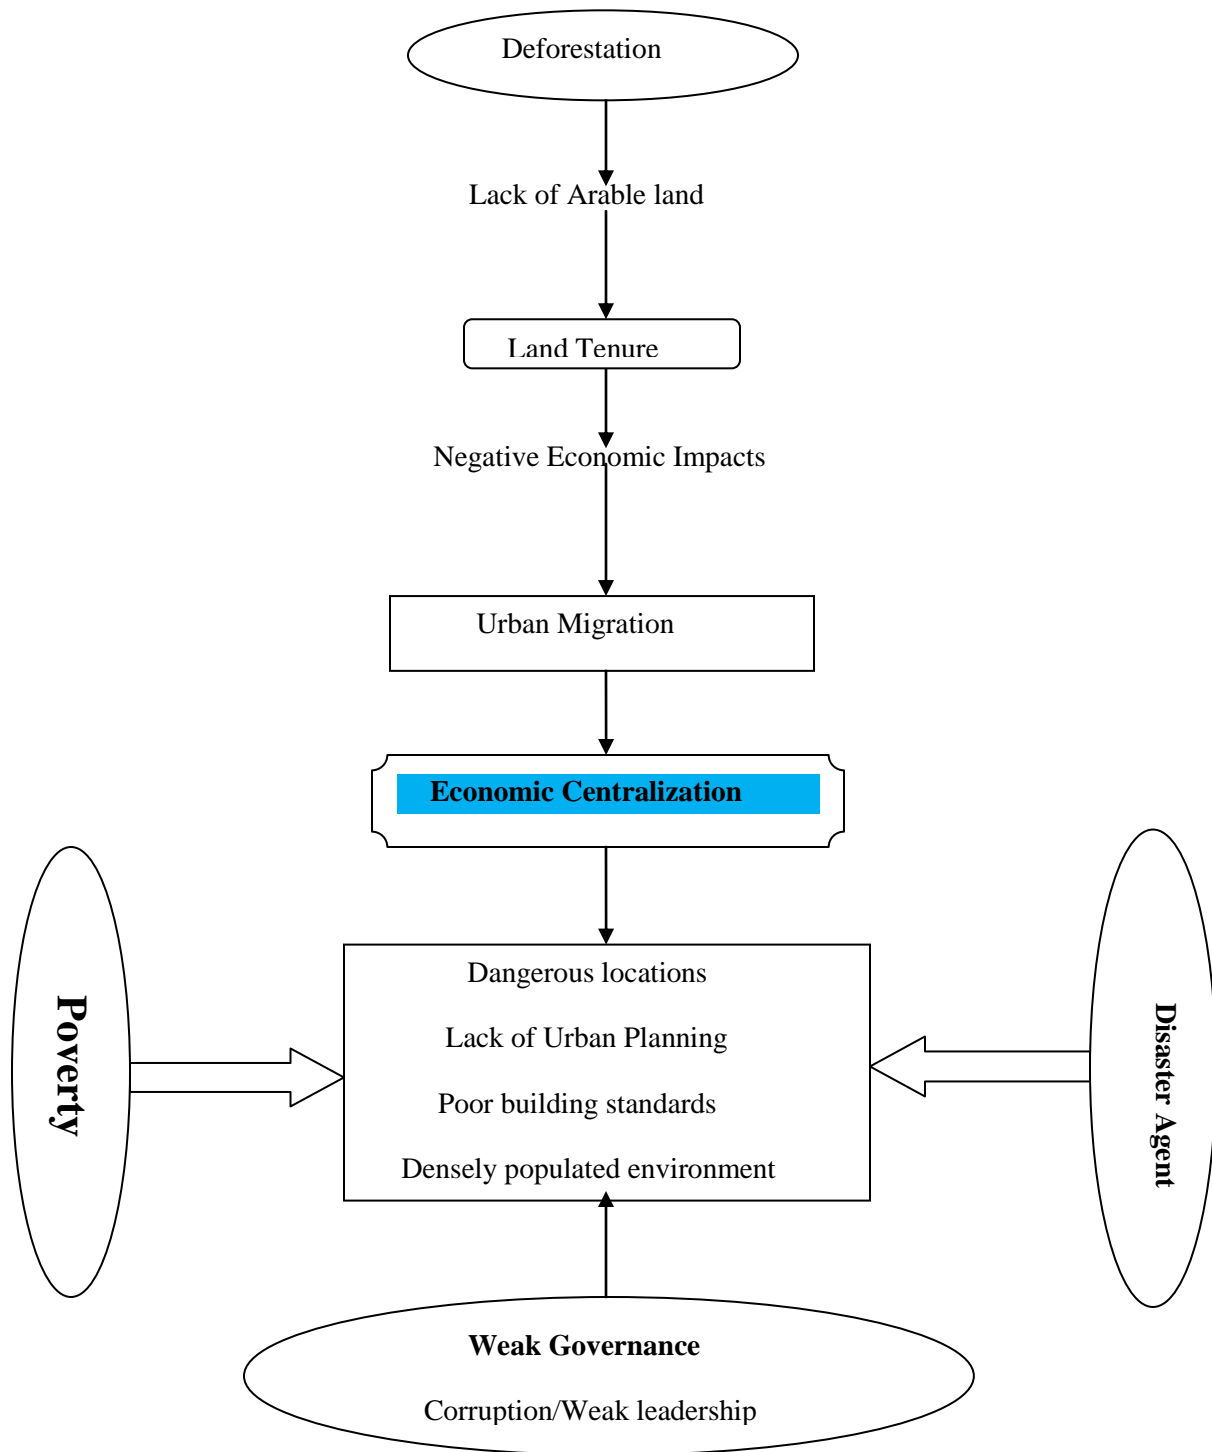 Deforestation
Lack of Arable land
Land Tenure
Negative Economic Impacts
Urban Migration
Economic Centralization
Poverty
Dangerous locations
Lack of Urban Planning
Poor building standards
Densely populated environment
Disaster Agent
Weak Governance
Corruption/Weak leadership